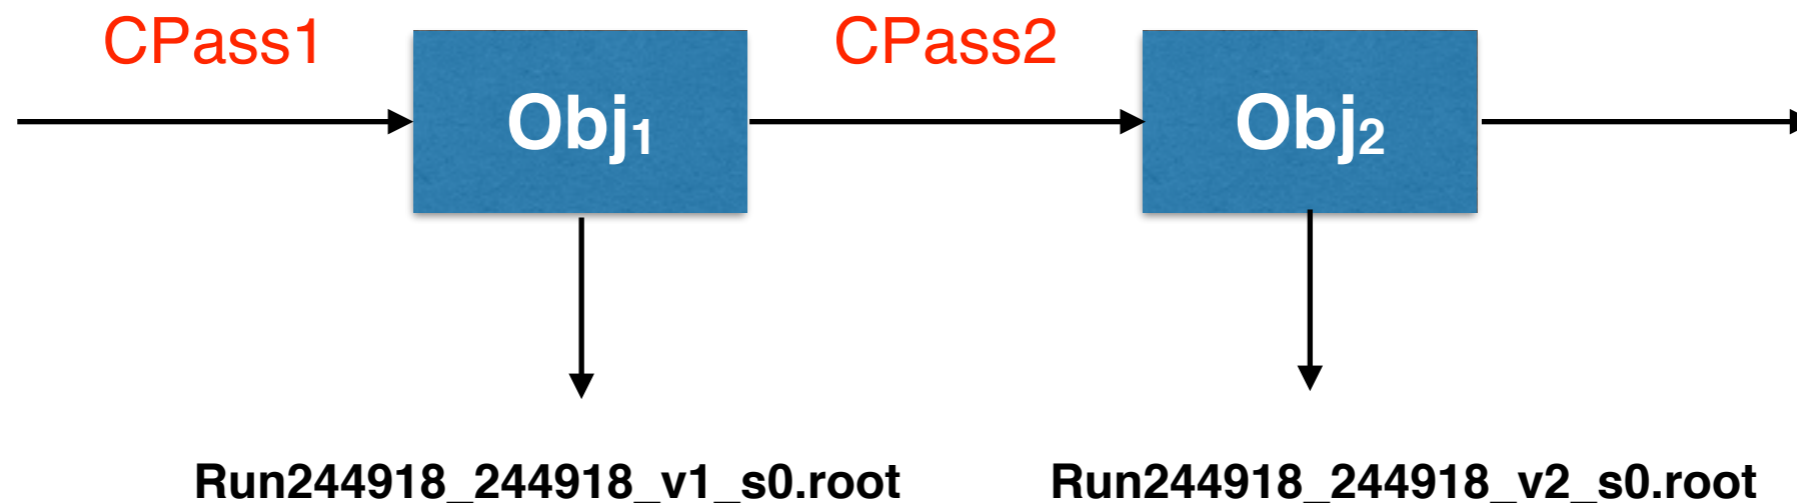 CPass1
CPass2
Obj₁
Obj₂
Run244918_244918_v1_s0.root
Run244918_244918_v2_s0.root